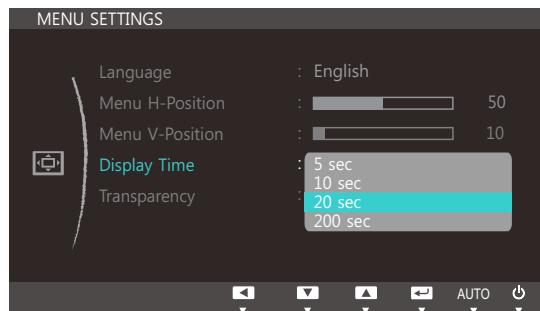 MENU SETTINGS
Language : English
Menu H-Position : 50
Menu V-Position : 10
Display Time : 5 sec
10 sec
20 sec
Transparency : 200 sec
AUTO